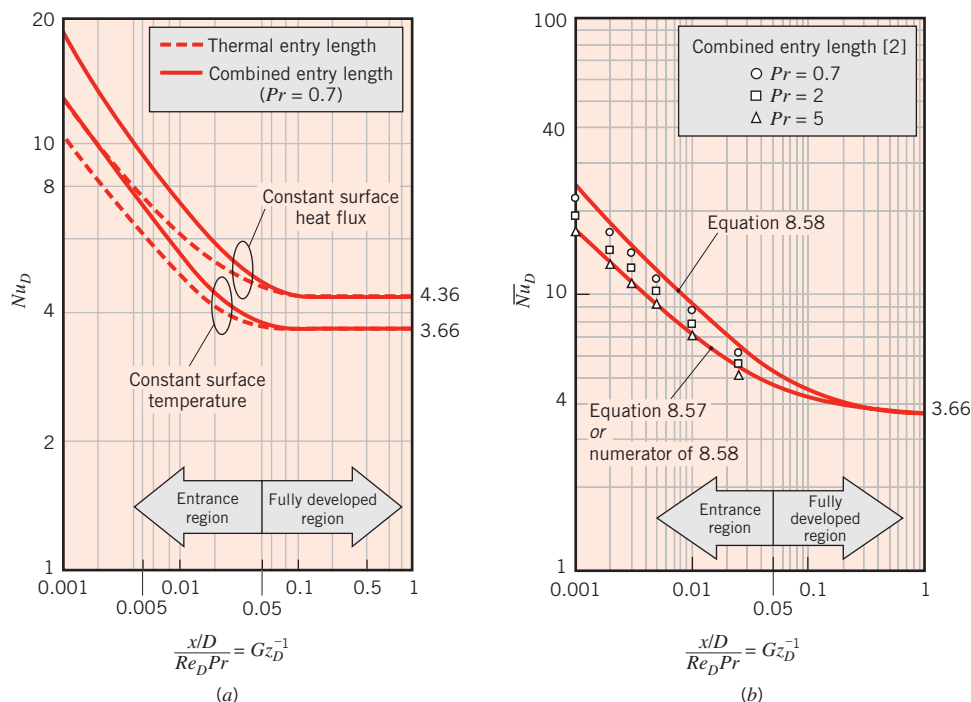 20
10
8
6
4
2
1
Nu_D
Thermal entry length
Combined entry length
(Pr = 0.7)
Constant surface
heat flux
4.36
3.66
Constant surface
temperature
Entrance
region
Fully developed
region
0.001
0.005
0.01
0.05
0.1
0.5
1
x/D
Re_D Pr
= Gz_D^-1
(a)
100
40
10
4
1
\overline{Nu}_D
Combined entry length [2]
Pr = 0.7
Pr = 2
Pr = 5
Equation 8.58
Equation 8.57
or
numerator of 8.58
3.66
Entrance
region
Fully
developed
region
0.001
0.01
0.05
0.1
1
x/D
Re_D Pr
= Gz_D^-1
(b)